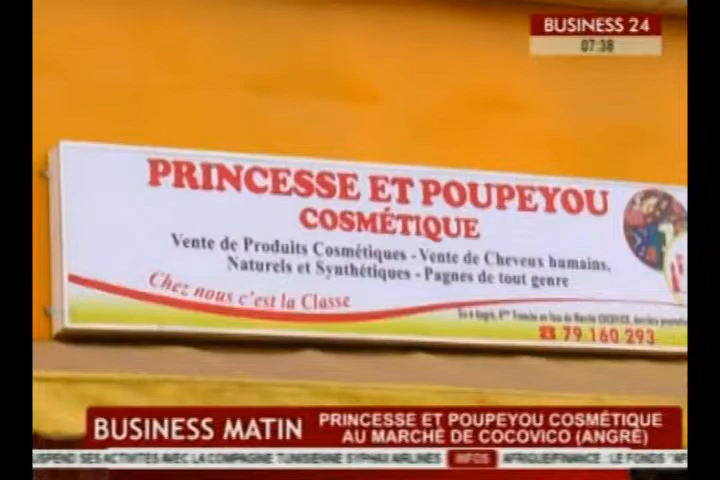 BUSINESS 24
07:38
PRINCESSE ET POUPEYOU
COSMÉTIQUE
Vente de Produits Cosmétiques - Vente de Cheveux humains,
Naturels et Synthétiques - Pagnes de tout genre
Chez nous c'est la Classe
☎ 79 160 293
BUSINESS MATIN
PRINCESSE ET POUPEYOU COSMÉTIQUE
AU MARCHÉ DE COCOVICO (ANGRÉ)
SES ACTIVITÉS AVEC LA COMPAGNIE TUNISIENNE SYPHAX AIRLINES INFOS AFRIQUE/FINANCE : LE FONDS